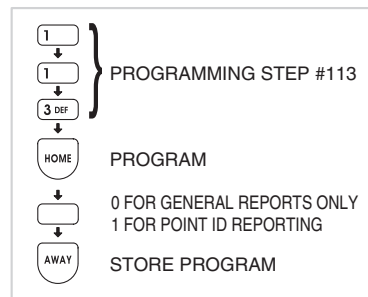 1
1
3 DEF
PROGRAMMING STEP #113
HOME
PROGRAM
0 FOR GENERAL REPORTS ONLY
1 FOR POINT ID REPORTING
AWAY
STORE PROGRAM